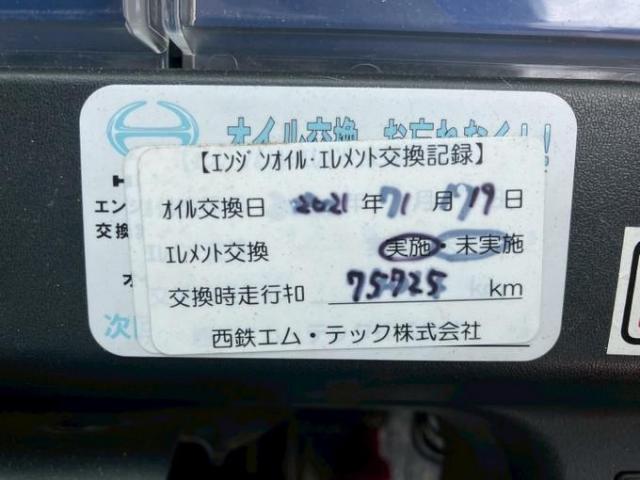 オイル交換 お忘れなく!!
エン
交換
オ
次
【エンジンオイル・エレメント交換記録】
オイル交換日 2021 年 月 19 日
エレメント交換 実施・未実施
交換時走行キロ 75725 km
西鉄エム・テック株式会社